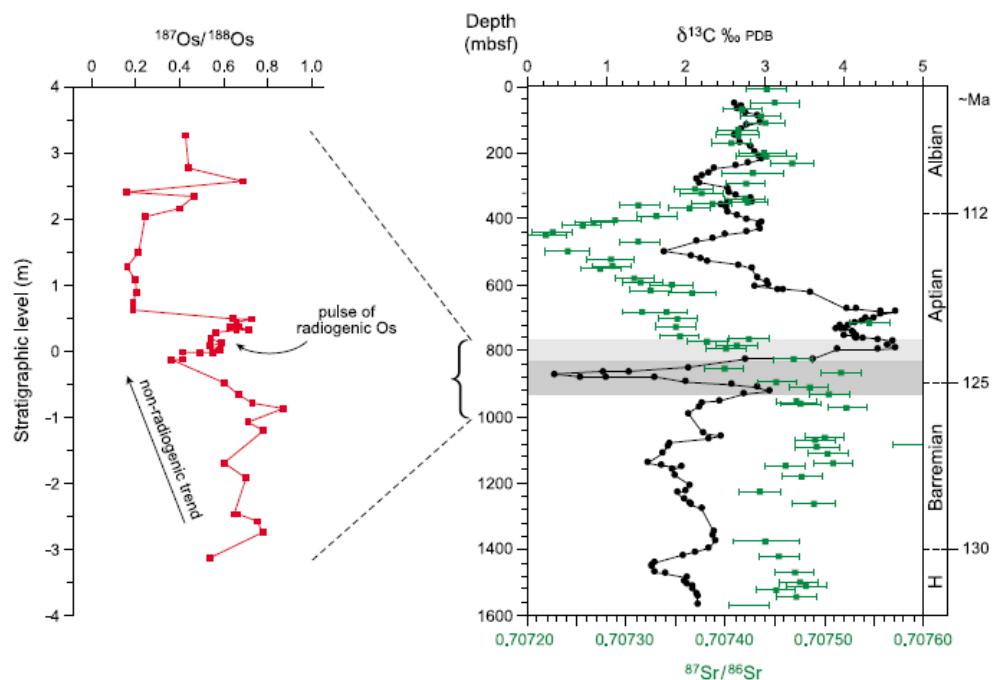 187Os/188Os
0 0.2 0.4 0.6 0.8 1.0
Stratigraphic level (m)
4
3
2
1
0
-1
-2
-3
-4
pulse of
radiogenic Os
non-radiogenic trend
Depth
(mbsf)
δ13C ‰ PDB
0 1 2 3 4 5
0
200
400
600
800
1000
1200
1400
1600
~Ma
Albian
112
Aptian
125
Barremian
130
H
0.70720 0.70730 0.70740 0.70750 0.70760
87Sr/86Sr